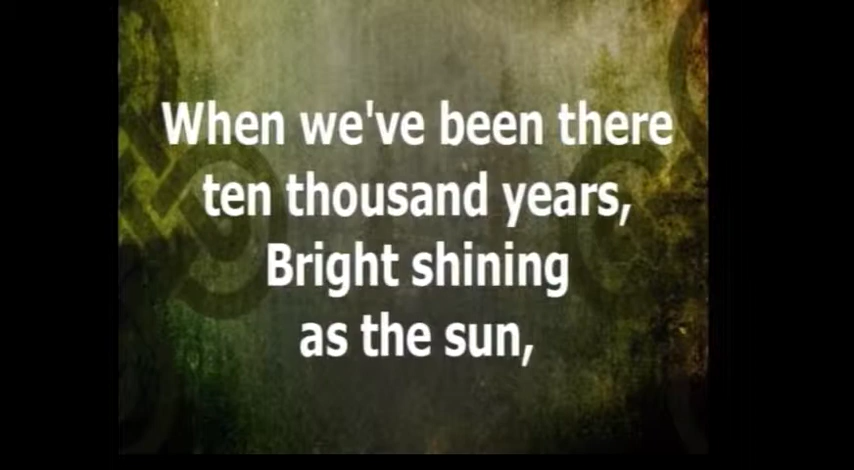 When we've been there
ten thousand years,
Bright shining
as the sun,